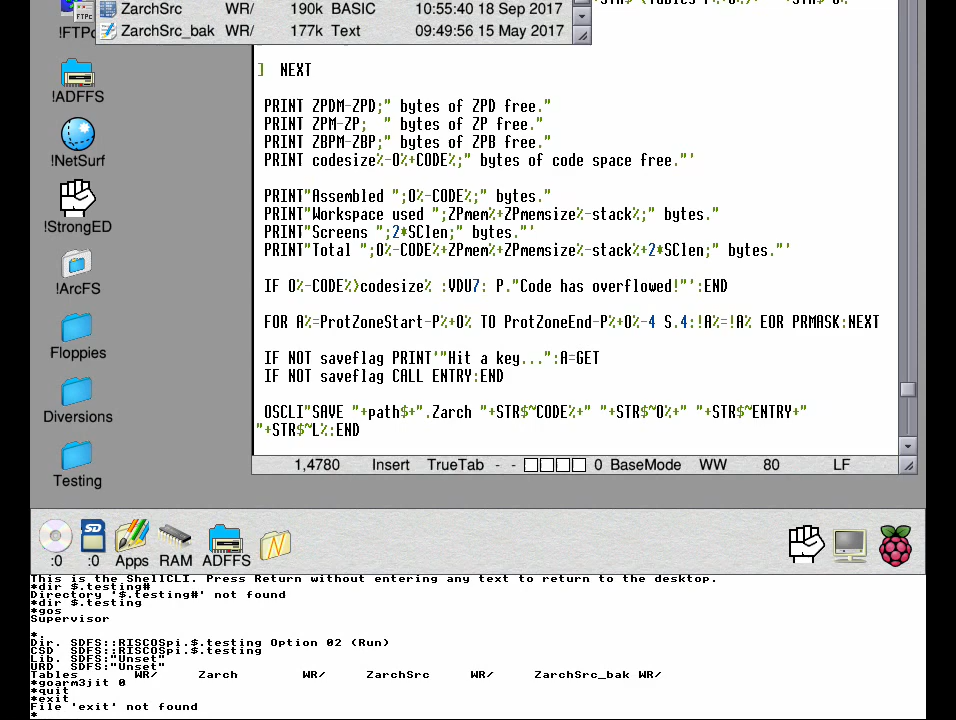 ZarchSrc WR/ 190k BASIC 10:55:40 18 Sep 2017
ZarchSrc_bak WR/ 177k Text 09:49:56 15 May 2017
FTPc
!FTPc
!ADFFS
!NetSurf
!StrongED
!ArcFS
Floppies
Diversions
Testing
] NEXT
PRINT ZPDM-ZPD;" bytes of ZPD free."
PRINT ZPM-ZP; " bytes of ZP free."
PRINT ZBPM-ZBP;" bytes of ZPB free."
PRINT codesize%-O%+CODE%;" bytes of code space free."'
PRINT"Assembled ";O%-CODE%;" bytes."
PRINT"Workspace used ";ZPmem%+ZPmemsize%-stack%;" bytes."
PRINT"Screens ";2*SClen;" bytes."'
PRINT"Total ";O%-CODE%+ZPmem%+ZPmemsize%-stack%+2*SClen;" bytes."'
IF O%-CODE%>codesize% :VDU7: P."Code has overflowed!"':END
FOR A%=ProtZoneStart-P%+O% TO ProtZoneEnd-P%+O%-4 S.4:!A%=!A% EOR PRMASK:NEXT
IF NOT saveflag PRINT'"Hit a key...":A=GET
IF NOT saveflag CALL ENTRY:END
OSCLI"SAVE "+path$+".Zarch "+STR$~CODE%+" "+STR$~O%+" "+STR$~ENTRY+"
"+STR$~L%:END
1,4780 Insert TrueTab - - 0 BaseMode WW 80 LF
SD
:0 :0 Apps RAM ADFFS
This is the ShellCLI. Press Return without entering any text to return to the desktop.
*dir $.testing#
Directory '$.testing#' not found
*dir $.testing
*gos
Supervisor
*.
Dir. SDFS::RISCOSpi.$.testing Option 02 (Run)
CSD SDFS::RISCOSpi.$.testing
Lib. SDFS:"Unset"
URD SDFS:"Unset"
Tables WR/ Zarch WR/ ZarchSrc WR/ ZarchSrc_bak WR/
*goarm3jit 0
*quit
*exit
File 'exit' not found
*